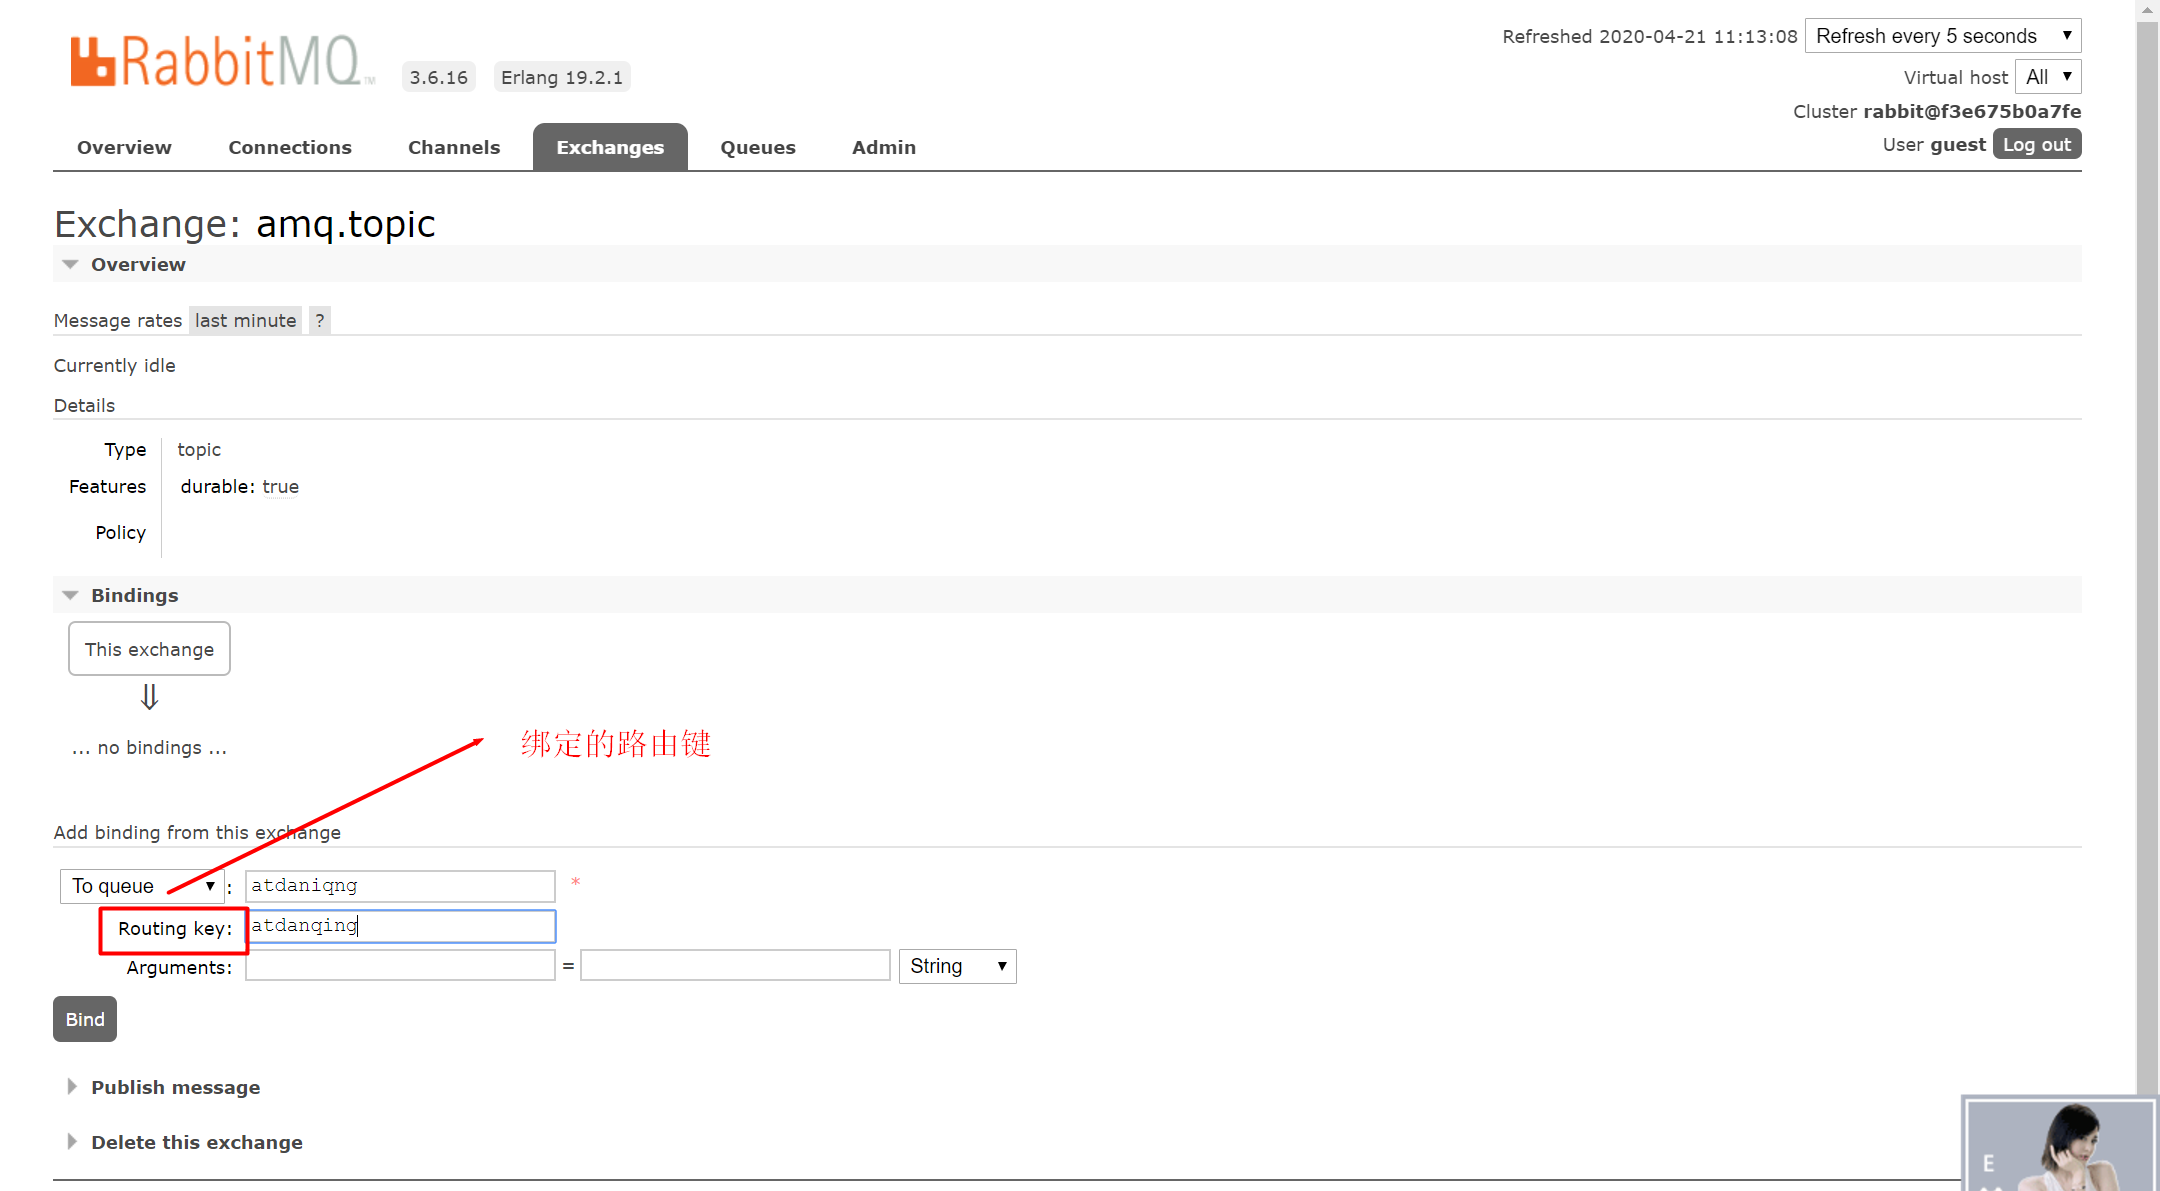 RabbitMQ™ 3.6.16 Erlang 19.2.1
Refreshed 2020-04-21 11:13:08 Refresh every 5 seconds
Virtual host All
Cluster rabbit@f3e675b0a7fe
User guest Log out
Overview Connections Channels Exchanges Queues Admin
Exchange: amq.topic
Overview
Message rates last minute ?
Currently idle
Details
Type topic
Features durable: true
Policy
Bindings
This exchange
⇓
... no bindings ...
绑定的路由键
Add binding from this exchange
To queue : atdaniqng *
Routing key: atdanqing
Arguments: = String
Bind
Publish message
Delete this exchange
E